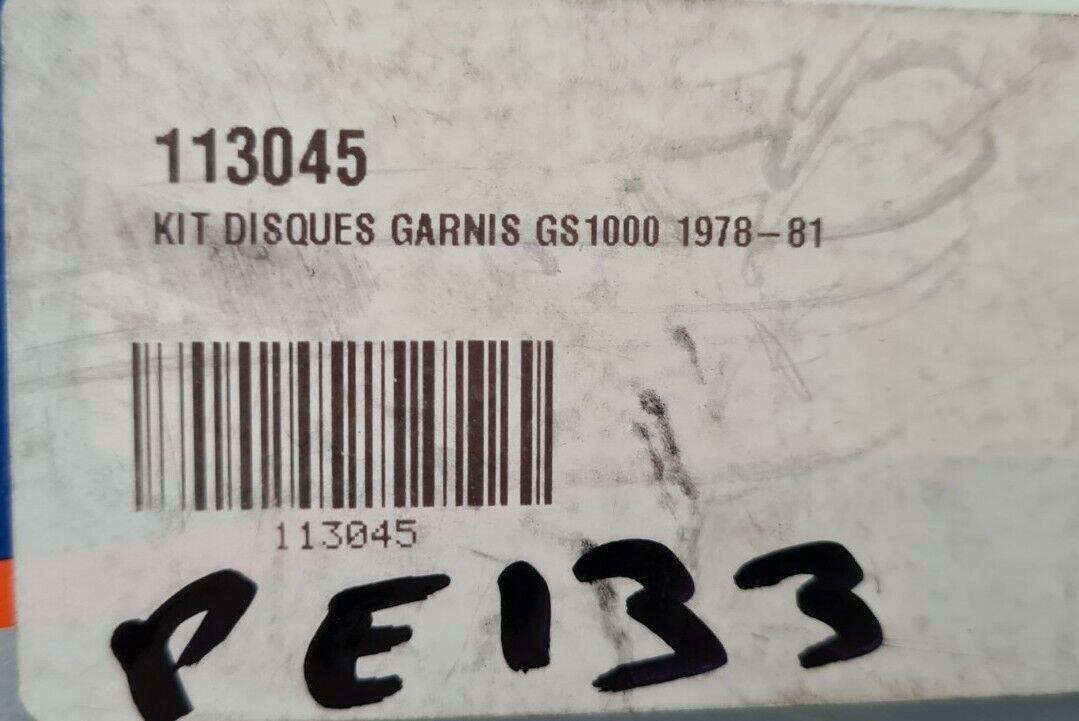 113045
KIT DISQUES GARNIS GS1000 1978-81
113045
PE133